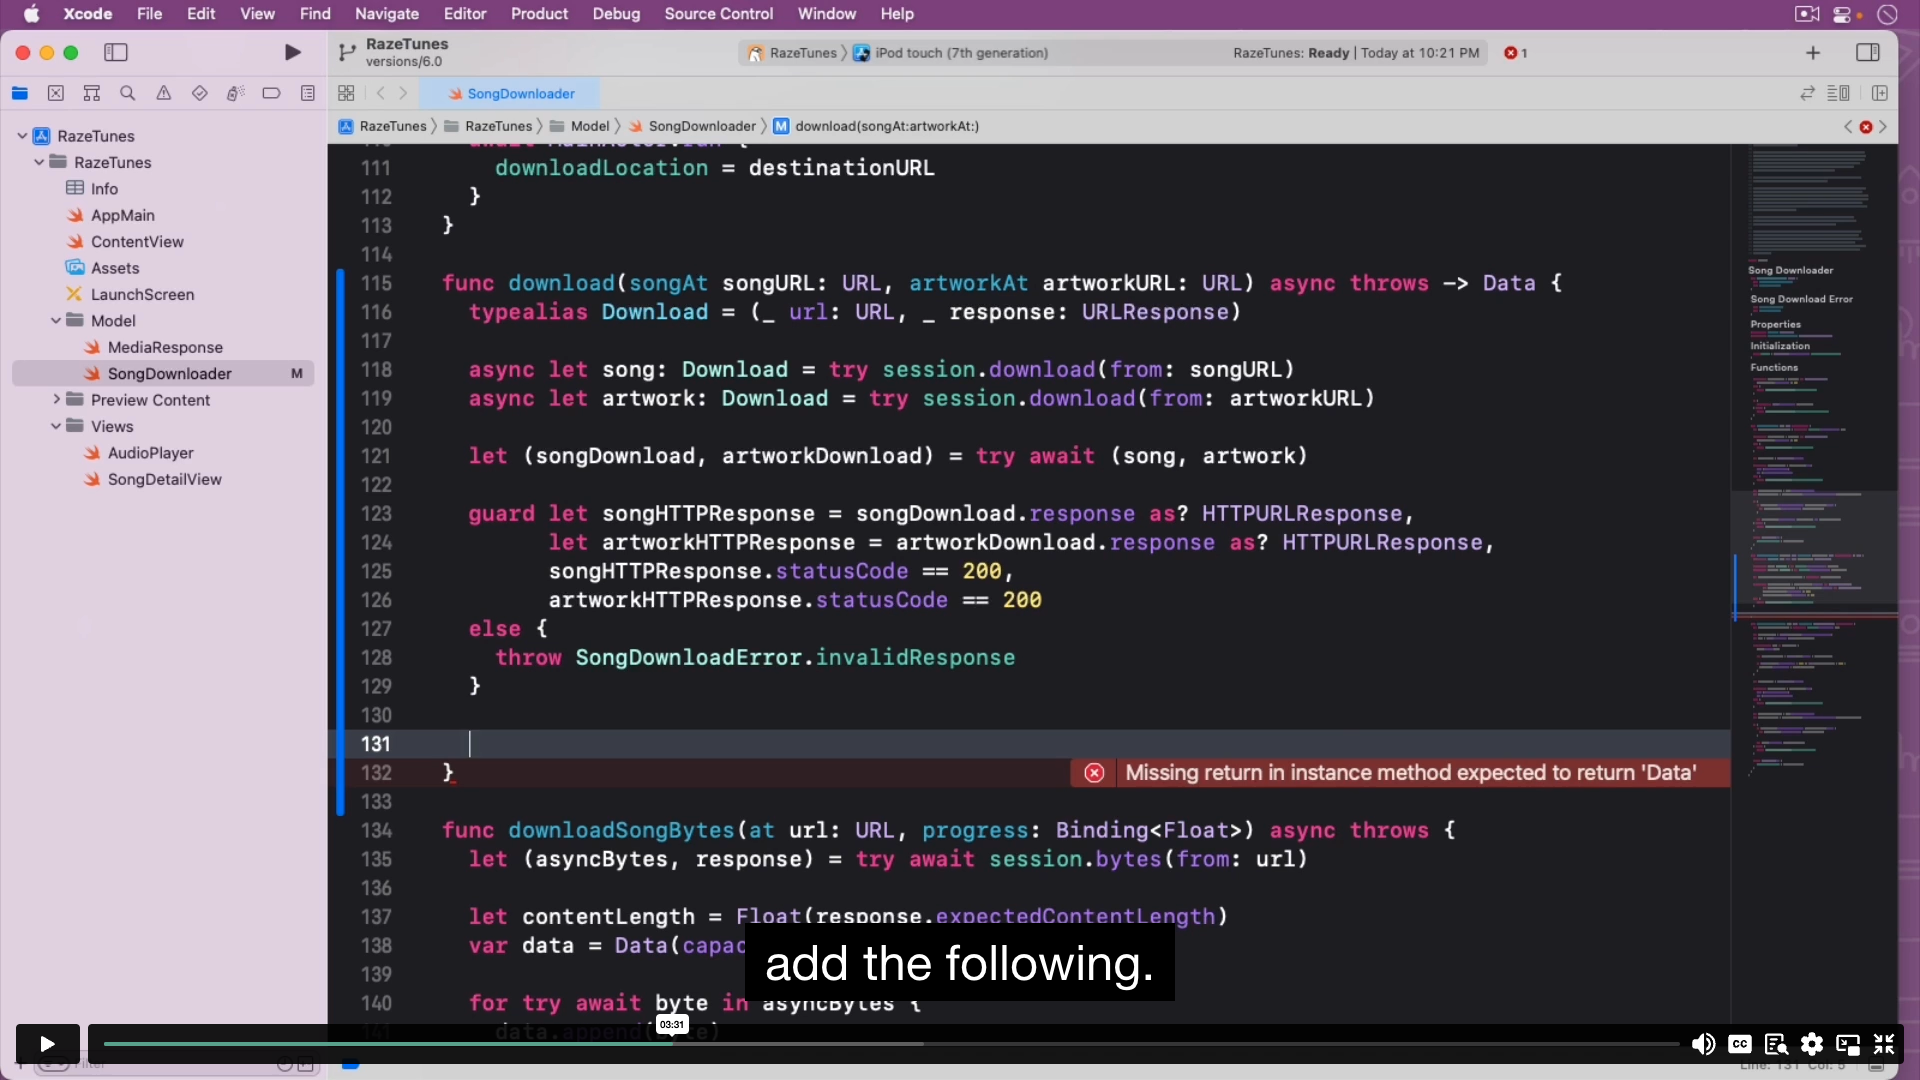 Xcode File Edit View Find Navigate Editor Product Debug Source Control Window Help
RazeTunes
versions/6.0
RazeTunes
iPod touch (7th generation)
RazeTunes: Ready | Today at 10:21 PM
1
SongDownloader
RazeTunes
RazeTunes
Model
SongDownloader
M
download(songAt:artworkAt:)
RazeTunes
RazeTunes
Info
AppMain
ContentView
Assets
LaunchScreen
Model
MediaResponse
SongDownloader M
Preview Content
Views
AudioPlayer
SongDetailView
111 downloadLocation = destinationURL
112 }
113 }
114
115 func download(songAt songURL: URL, artworkAt artworkURL: URL) async throws -> Data {
116 typealias Download = (_ url: URL, _ response: URLResponse)
117
118 async let song: Download = try session.download(from: songURL)
119 async let artwork: Download = try session.download(from: artworkURL)
120
121 let (songDownload, artworkDownload) = try await (song, artwork)
122
123 guard let songHTTPResponse = songDownload.response as? HTTPURLResponse,
124 let artworkHTTPResponse = artworkDownload.response as? HTTPURLResponse,
125 songHTTPResponse.statusCode == 200,
126 artworkHTTPResponse.statusCode == 200
127 else {
128 throw SongDownloadError.invalidResponse
129 }
130
131
132 } Missing return in instance method expected to return 'Data'
133
134 func downloadSongBytes(at url: URL, progress: Binding<Float>) async throws {
135 let (asyncBytes, response) = try await session.bytes(from: url)
136
137 let contentLength = Float(response.expectedContentLength)
138 var data = Data(capac
139
140 for try await byte in asyncBytes {
Song Downloader
Song Download Error
Properties
Initialization
Functions
add the following.
03:31
CC
Filter